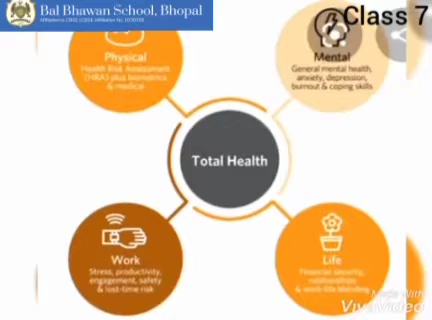 Bal Bhawan School, Bhopal
Class 7
Physical
Health Risk Assessment
(HRA) plus biometrics
& medical
Mental
General mental health,
anxiety, depression,
burnout & coping skills
Total Health
Work
Stress, productivity,
engagement, safety
& lost-time risk
Life
Financial security,
relationships
& work-life blending
Made With
VivaVideo